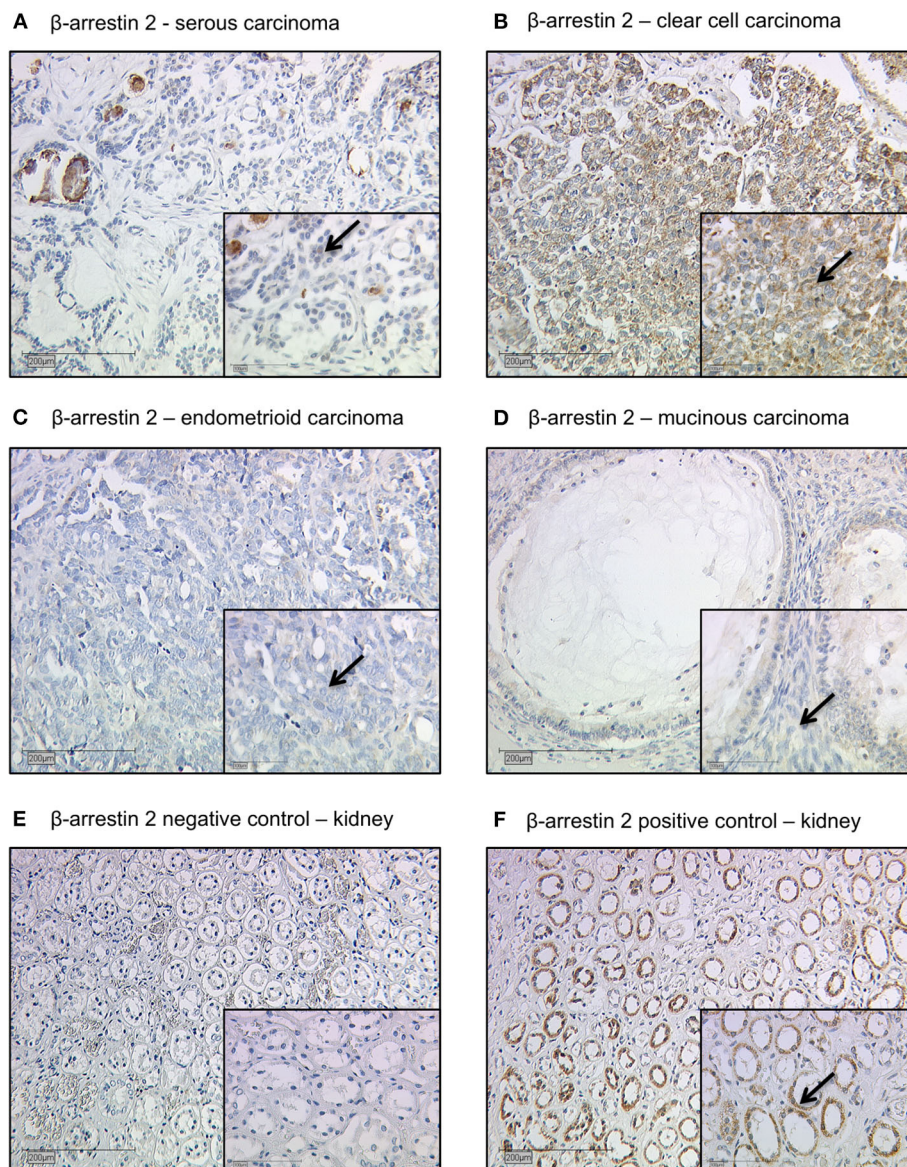 A β-arrestin 2 - serous carcinoma
B β-arrestin 2 – clear cell carcinoma
200µm
200µm
C β-arrestin 2 – endometrioid carcinoma
D β-arrestin 2 – mucinous carcinoma
200µm
200µm
E β-arrestin 2 negative control – kidney
F β-arrestin 2 positive control – kidney
200µm
200µm